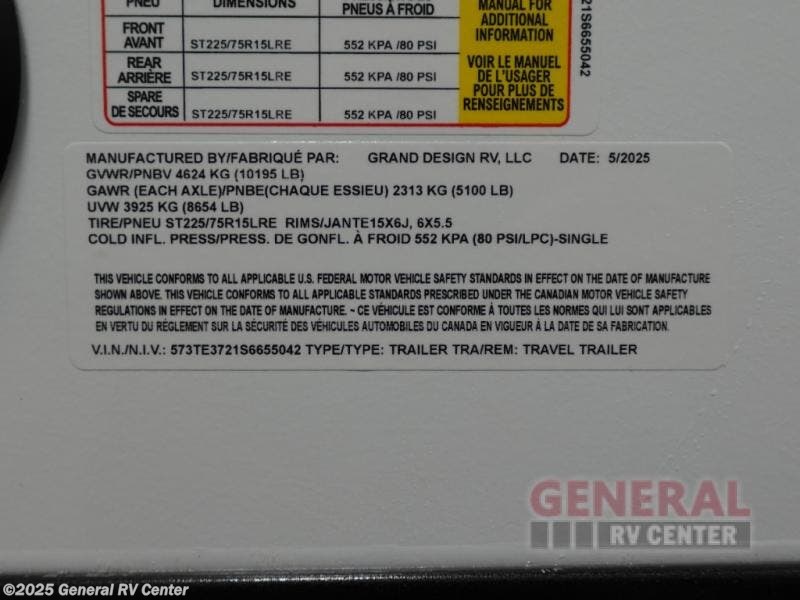 PNEU DIMENSIONS PNEUS À FROID
MANUAL FOR
ADDITIONAL
INFORMATION
FRONT
AVANT ST225/75R15LRE 552 KPA /80 PSI
REAR
ARRIÈRE ST225/75R15LRE 552 KPA /80 PSI
SPARE
DE SECOURS ST225/75R15LRE 552 KPA /80 PSI
VOIR LE MANUEL
DE L'USAGER
POUR PLUS DE
RENSEIGNEMENTS
21S6655042
MANUFACTURED BY/FABRIQUÉ PAR: GRAND DESIGN RV, LLC DATE: 5/2025
GVWR/PNBV 4624 KG (10195 LB)
GAWR (EACH AXLE)/PNBE(CHAQUE ESSIEU) 2313 KG (5100 LB)
UVW 3925 KG (8654 LB)
TIRE/PNEU ST225/75R15LRE RIMS/JANTE15X6J, 6X5.5
COLD INFL. PRESS/PRESS. DE GONFL. À FROID 552 KPA (80 PSI/LPC)-SINGLE
THIS VEHICLE CONFORMS TO ALL APPLICABLE U.S. FEDERAL MOTOR VEHICLE SAFETY STANDARDS IN EFFECT ON THE DATE OF MANUFACTURE
SHOWN ABOVE. THIS VEHICLE CONFORMS TO ALL APPLICABLE STANDARDS PRESCRIBED UNDER THE CANADIAN MOTOR VEHICLE SAFETY
REGULATIONS IN EFFECT ON THE DATE OF MANUFACTURE. ~ CE VÉHICULE EST CONFORME À TOUTES LES NORMES QUI LUI SONT APPLICABLES
EN VERTU DU RÉGLEMENT SUR LA SÉCURITÉ DES VÉHICULES AUTOMOBILES DU CANADA EN VIGUEUR À LA DATE DE SA FABRICATION.
V.I.N./N.I.V.: 573TE3721S6655042 TYPE/TYPE: TRAILER TRA/REM: TRAVEL TRAILER
GENERAL
RV CENTER
©2025 General RV Center